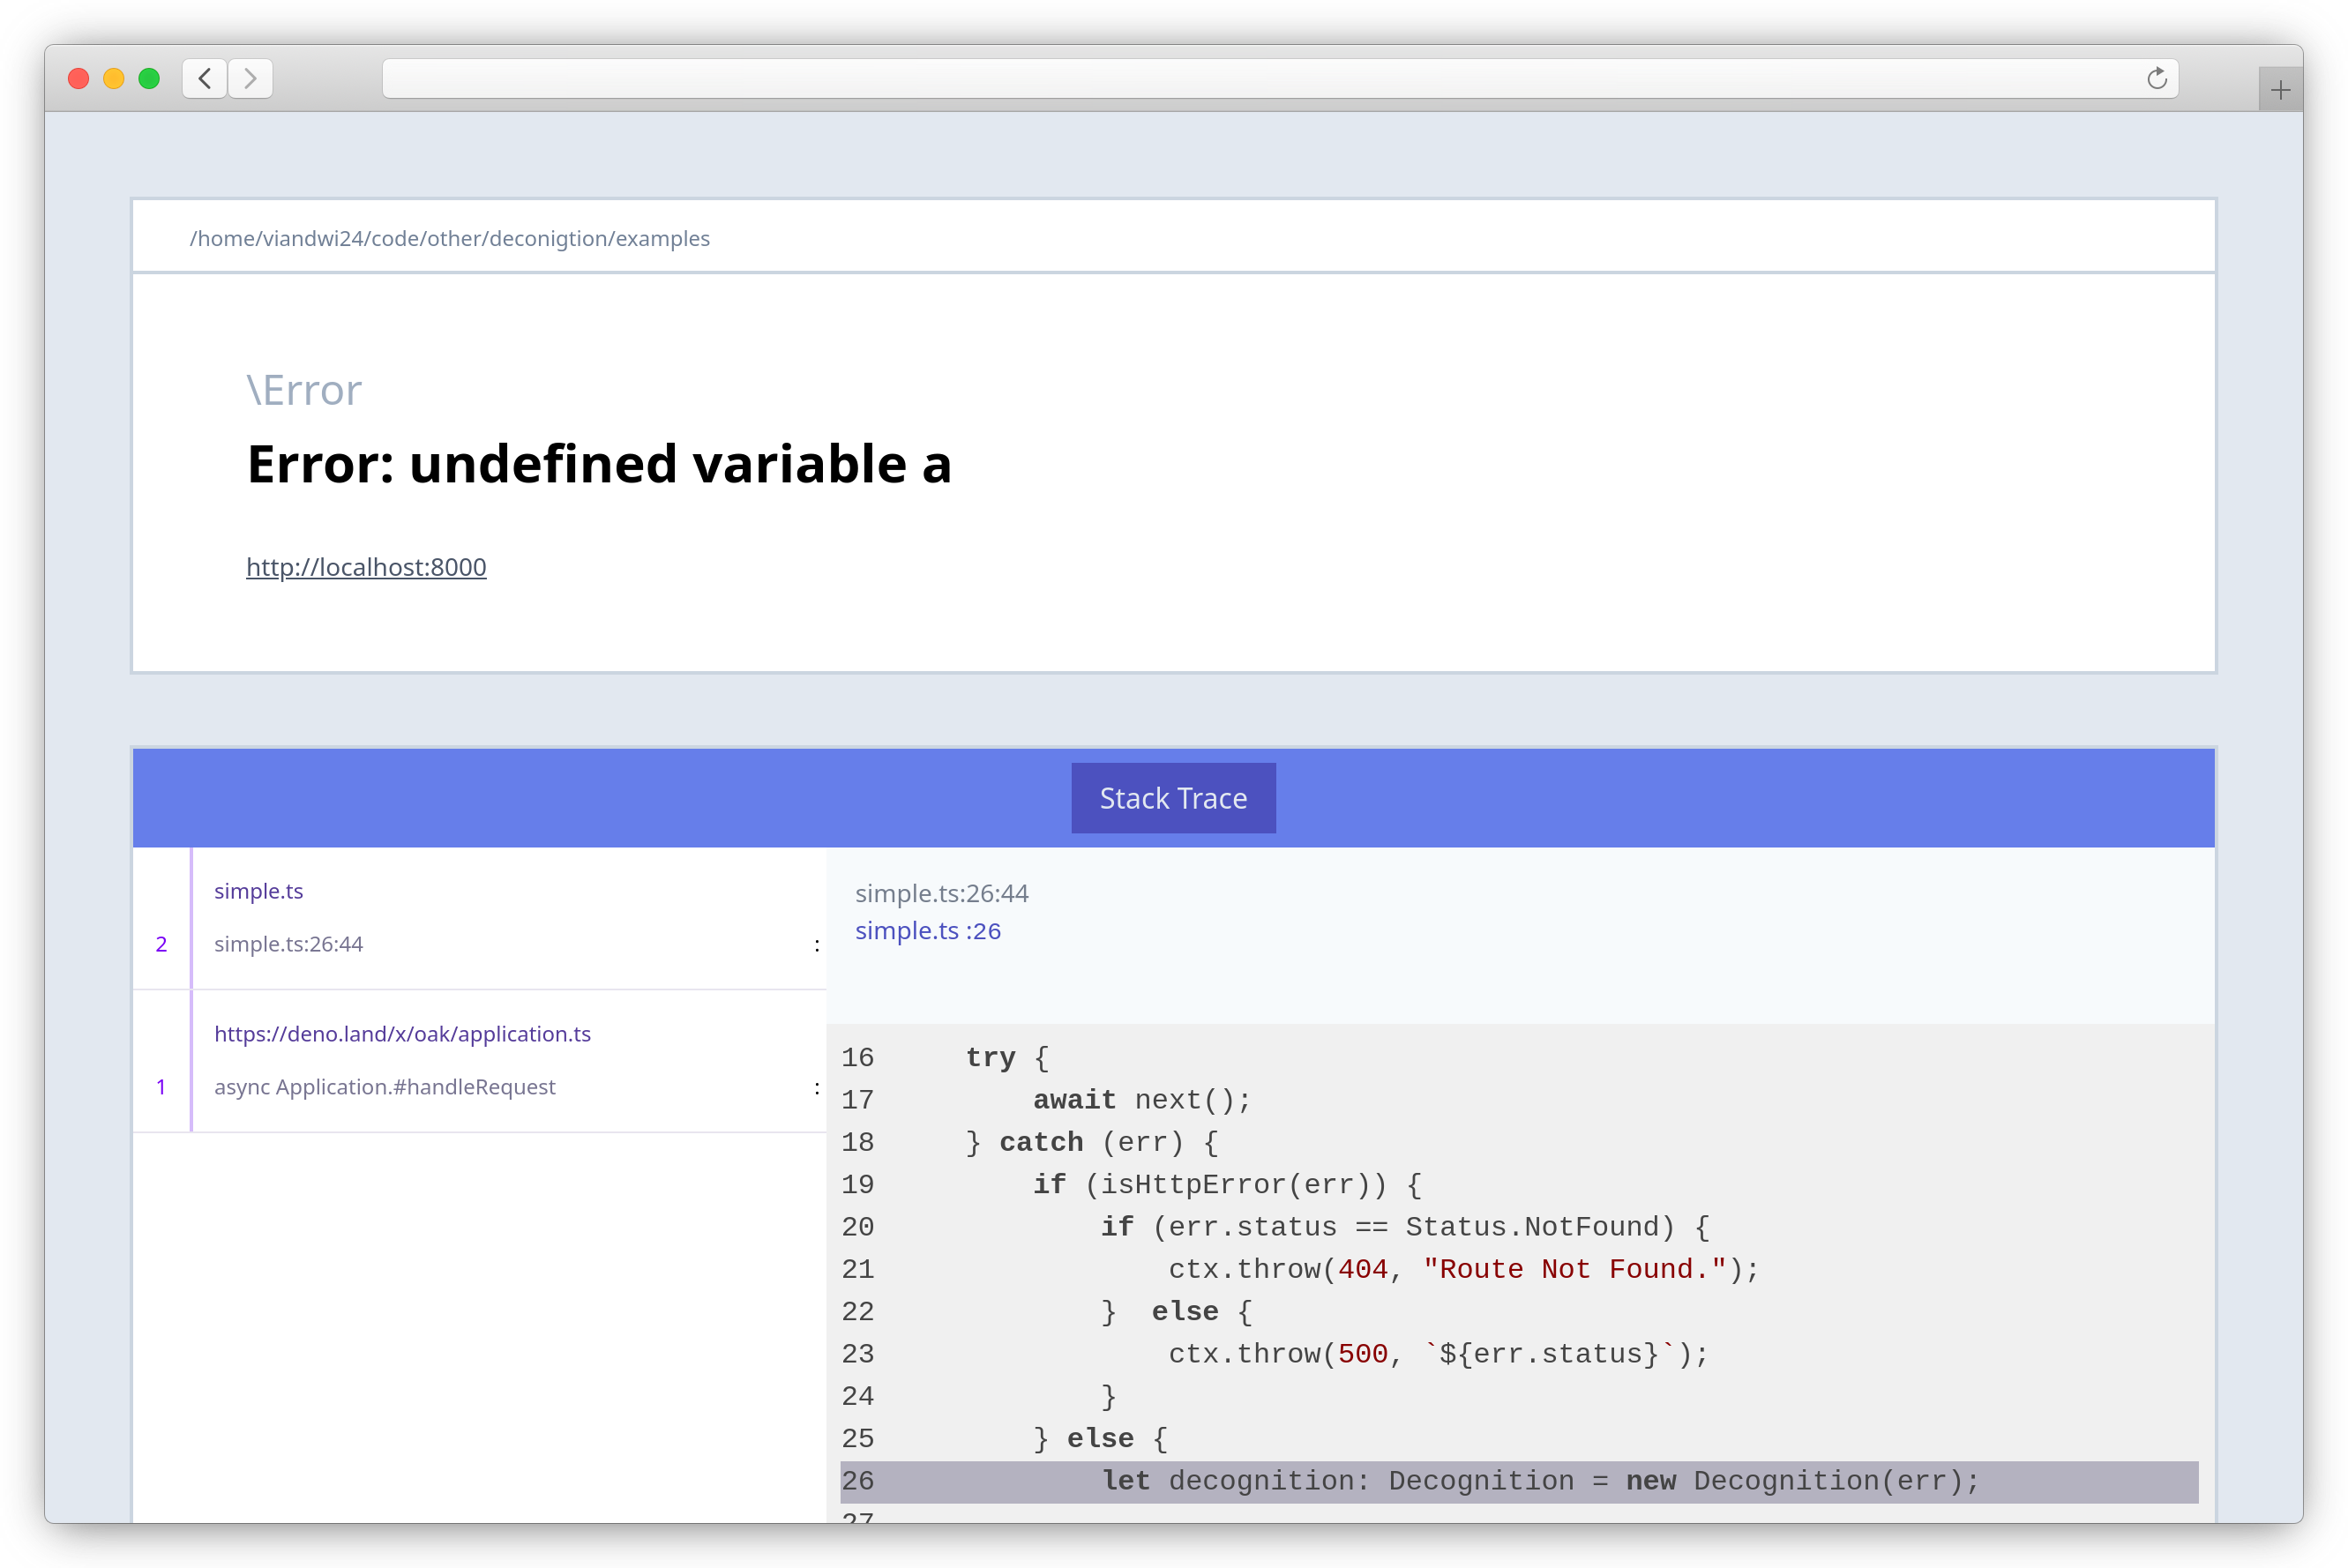 /home/viandwi24/code/other/deconigtion/examples
\Error
Error: undefined variable a
http://localhost:8000
Stack Trace
simple.ts
2 simple.ts:26:44 :
https://deno.land/x/oak/application.ts
1 async Application.#handleRequest :
simple.ts:26:44
simple.ts :26
16     try {
17         await next();
18     } catch (err) {
19         if (isHttpError(err)) {
20             if (err.status == Status.NotFound) {
21                 ctx.throw(404, "Route Not Found.");
22             }  else {
23                 ctx.throw(500, `${err.status}`);
24             }
25         } else {
26             let decognition: Decognition = new Decognition(err);
27